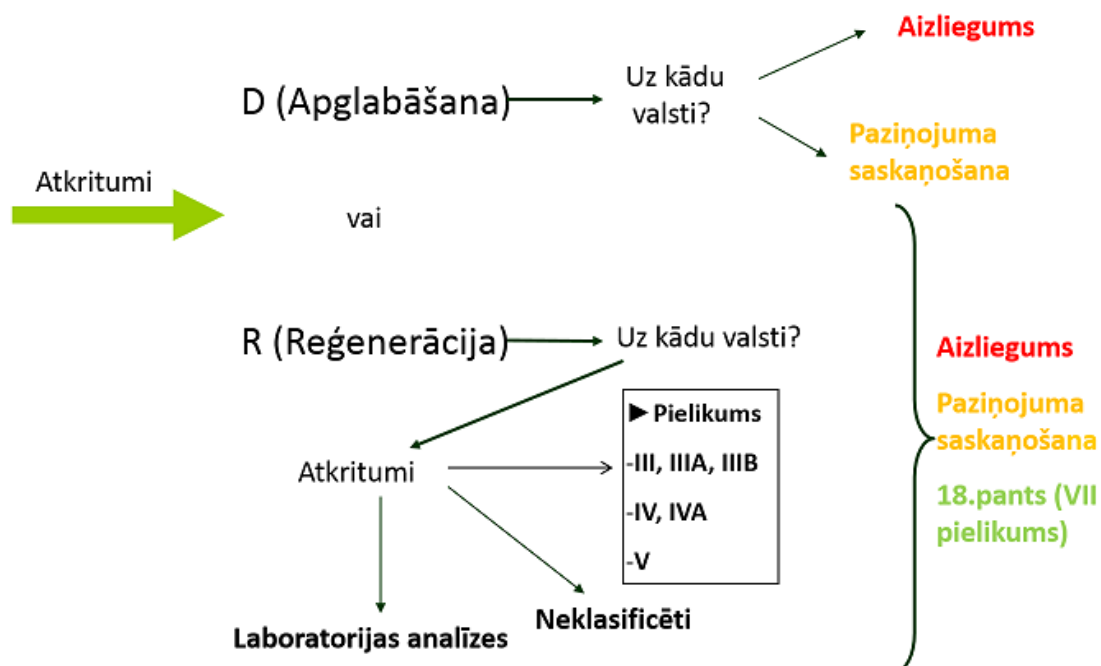 Aizliegums
D (Apglabāšana)
Uz kādu
valsti?
Paziņojuma
saskaņošana
Atkritumi
vai
R (Reģenerācija)
Uz kādu valsti?
Aizliegums
Paziņojuma
saskaņošana
18.pants (VII
pielikums)
► Pielikums
-III, IIIA, IIIB
-IV, IVA
-V
Atkritumi
Laboratorijas analīzes
Neklasificēti